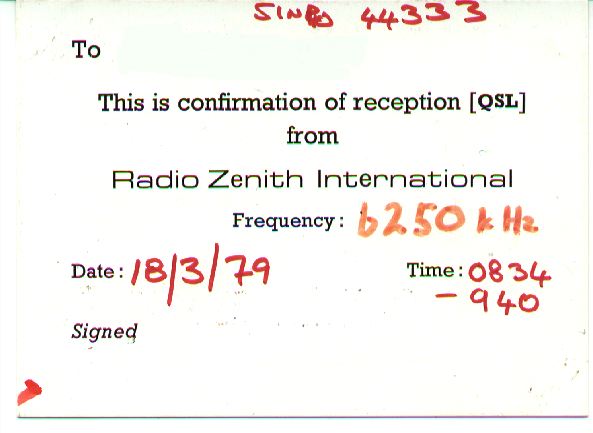 SINPO 44333
To
This is confirmation of reception [QSL]
from
Radio Zenith International
Frequency: 6250 kHz
Date: 18/3/79 Time: 0834
- 940
Signed